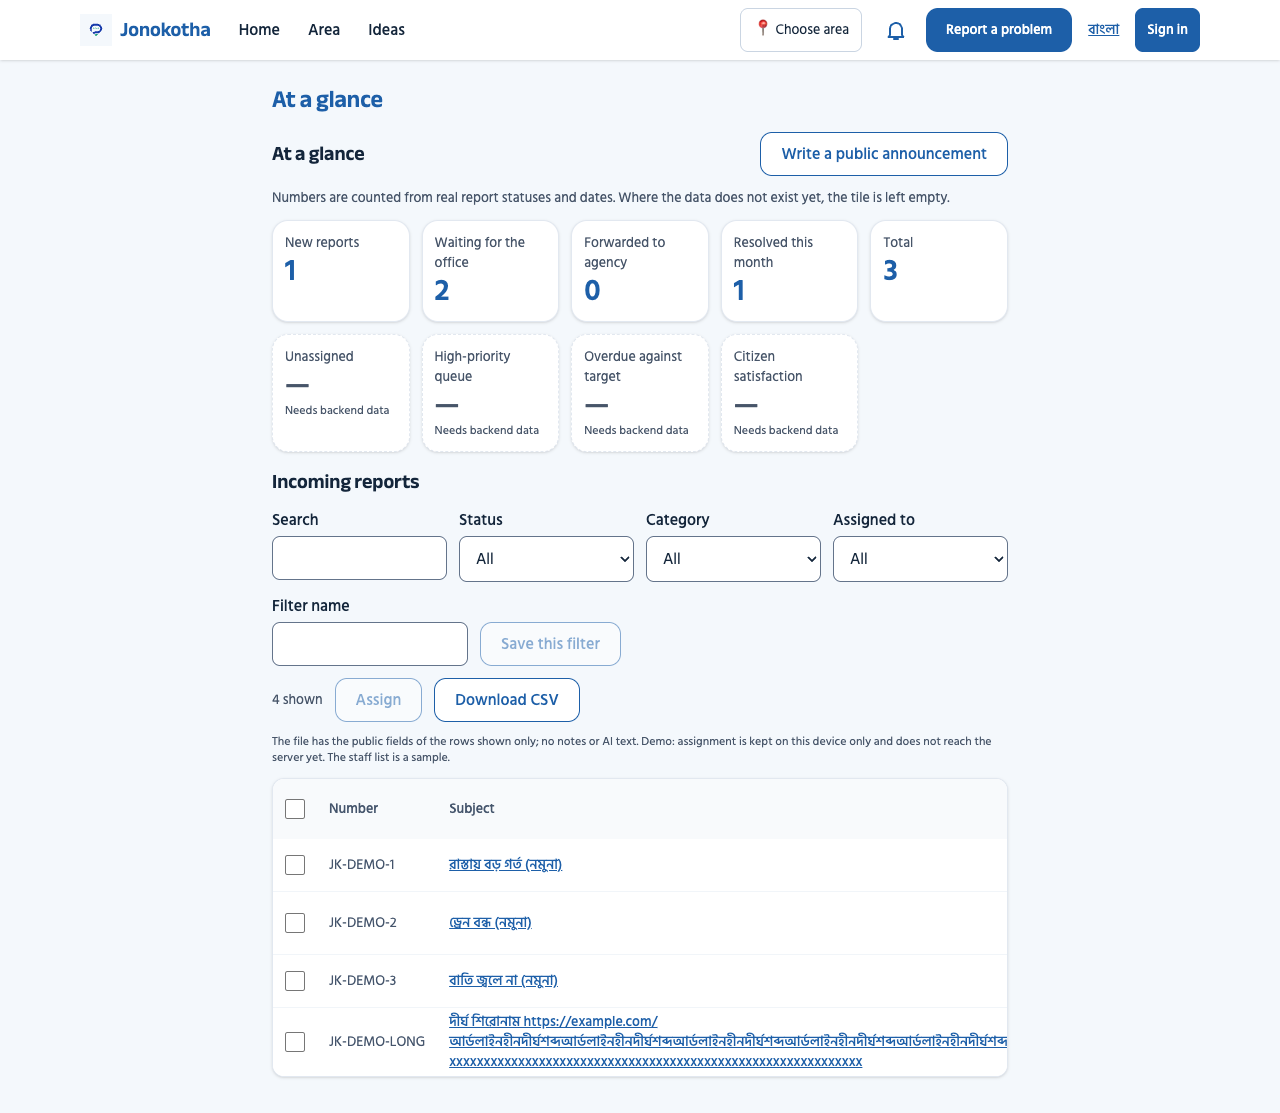 Jonokotha Home Area Ideas Choose area Report a problem বাংলা Sign in
At a glance
At a glance Write a public announcement
Numbers are counted from real report statuses and dates. Where the data does not exist yet, the tile is left empty.
New reports
1
Waiting for the
office
2
Forwarded to
agency
0
Resolved this
month
1
Total
3
Unassigned
—
Needs backend data
High-priority
queue
—
Needs backend data
Overdue against
target
—
Needs backend data
Citizen
satisfaction
—
Needs backend data
Incoming reports
Search Status Category Assigned to
All All All
Filter name
Save this filter
4 shown Assign Download CSV
The file has the public fields of the rows shown only; no notes or AI text. Demo: assignment is kept on this device only and does not reach the
server yet. The staff list is a sample.
Number Subject
JK-DEMO-1 রাস্তায় বড় গর্ত (নমুনা)
JK-DEMO-2 ড্রেন বন্ধ (নমুনা)
JK-DEMO-3 বাতি জ্বলে না (নমুনা)
দীর্ঘ শিরোনাম https://example.com/
JK-DEMO-LONG আর্ডলাইনহীনদীর্ঘশব্দআর্ডলাইনহীনদীর্ঘশব্দআর্ডলাইনহীনদীর্ঘশব্দআর্ডলাইনহীনদীর্ঘশব্দআর্ডলাইনহীনদীর্ঘশব্দ